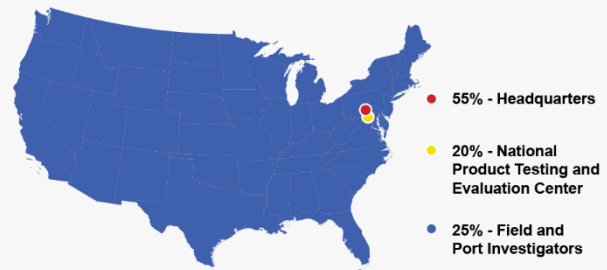 55% - Headquarters
20% - National
Product Testing and
Evaluation Center
25% - Field and
Port Investigators